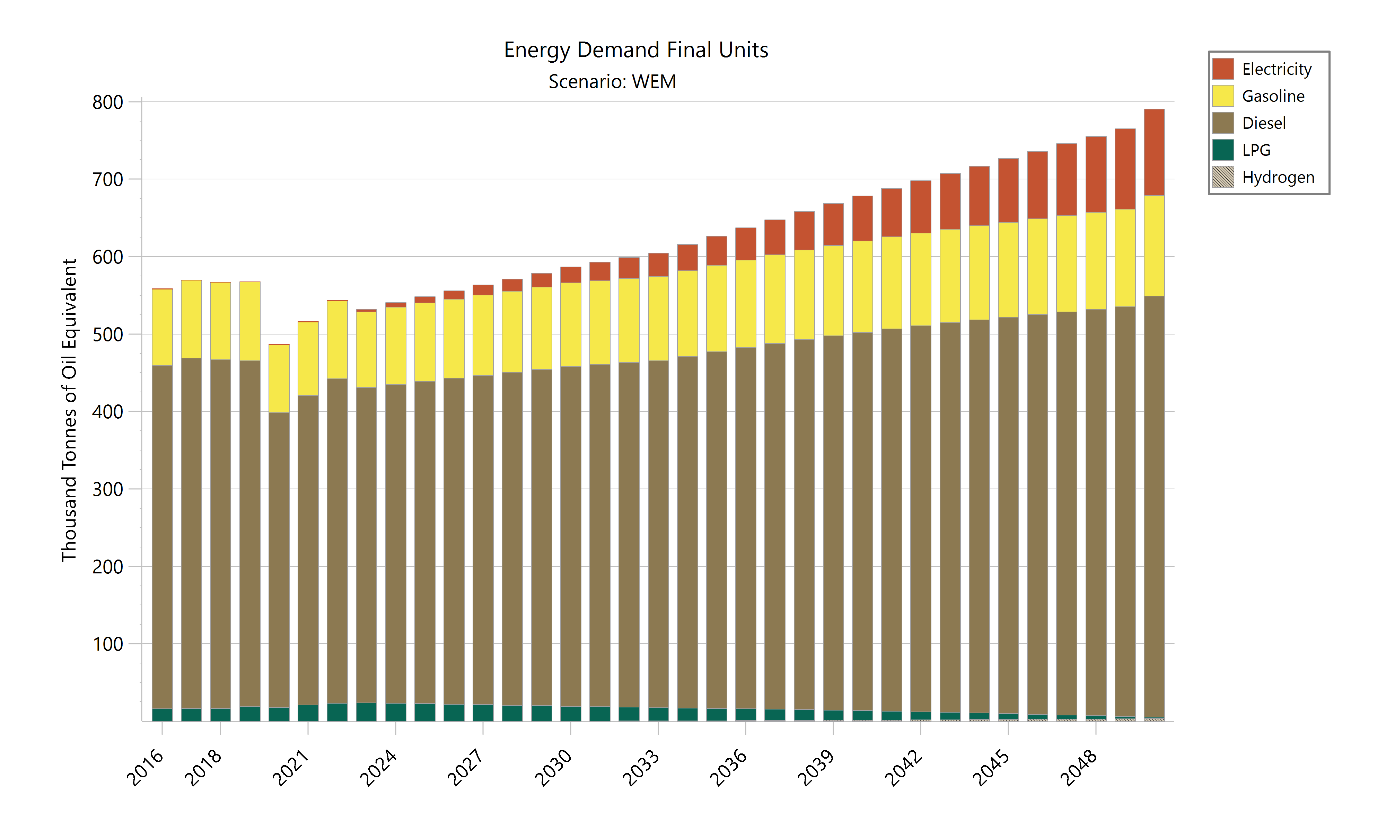 Energy Demand Final Units
Scenario: WEM
Electricity
Gasoline
Diesel
LPG
Hydrogen
Thousand Tonnes of Oil Equivalent
800
700
600
500
400
300
200
100
2016
2018
2021
2024
2027
2030
2033
2036
2039
2042
2045
2048